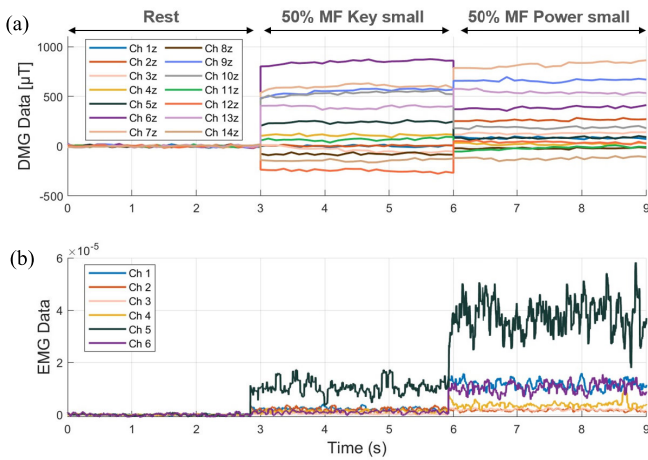 Rest 50% MF Key small 50% MF Power small
(a)
DMG Data [µT]
1000
500
0
-500
Ch 1z Ch 8z
Ch 2z Ch 9z
Ch 3z Ch 10z
Ch 4z Ch 11z
Ch 5z Ch 12z
Ch 6z Ch 13z
Ch 7z Ch 14z
0 1 2 3 4 5 6 7 8 9
(b)
× 10-5
EMG Data
6
4
2
0
Ch 1
Ch 2
Ch 3
Ch 4
Ch 5
Ch 6
0 1 2 3 4 5 6 7 8 9
Time (s)